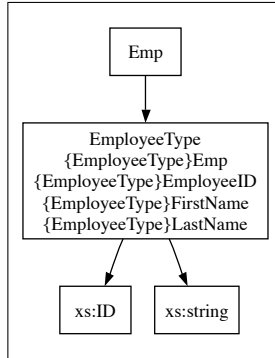 Emp
EmployeeType
{EmployeeType}Emp
{EmployeeType}EmployeeID
{EmployeeType}FirstName
{EmployeeType}LastName
xs:ID
xs:string